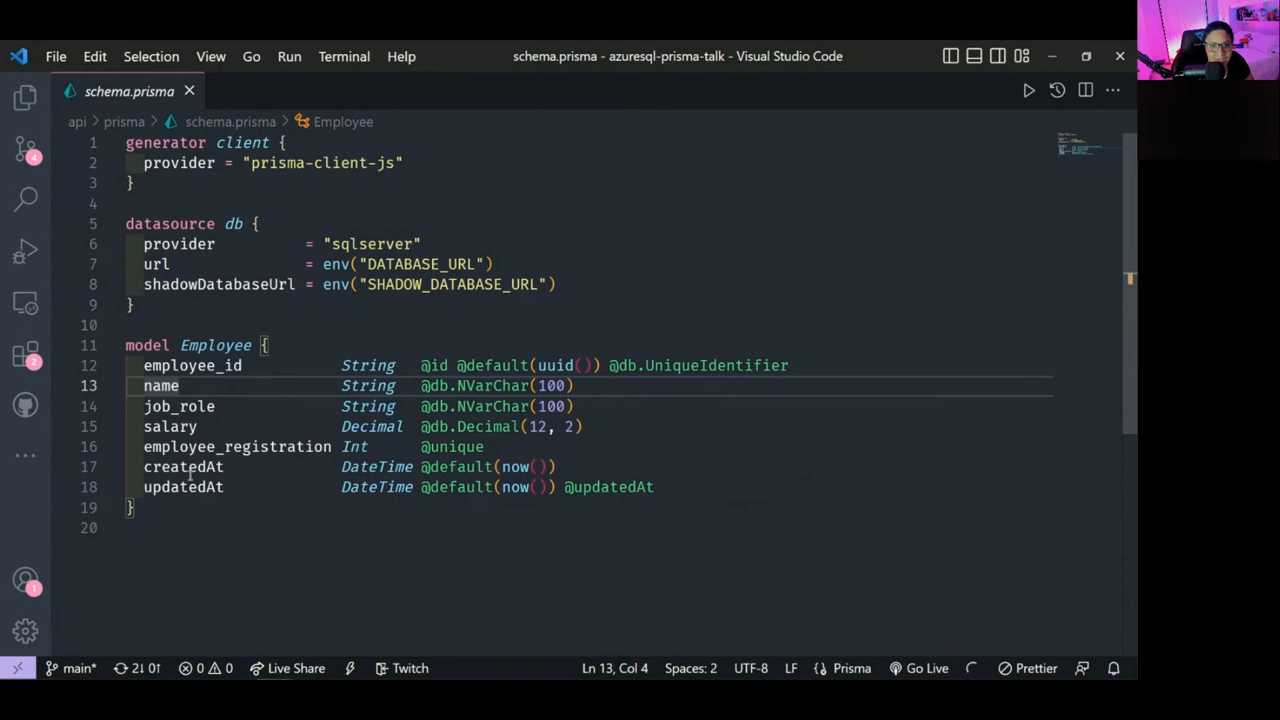 File Edit Selection View Go Run Terminal Help schema.prisma - azuresql-prisma-talk - Visual Studio Code
schema.prisma
api prisma schema.prisma Employee
1 generator client {
2 provider = "prisma-client-js"
3 }
4
5 datasource db {
6 provider = "sqlserver"
7 url = env("DATABASE_URL")
8 shadowDatabaseUrl = env("SHADOW_DATABASE_URL")
9 }
10
11 model Employee {
12 employee_id String @id @default(uuid()) @db.UniqueIdentifier
13 name String @db.NVarChar(100)
14 job_role String @db.NVarChar(100)
15 salary Decimal @db.Decimal(12, 2)
16 employee_registration Int @unique
17 createdAt DateTime @default(now())
18 updatedAt DateTime @default(now()) @updatedAt
19 }
20
4
2
1
main* 2↓ 0↑ 0 0 Live Share Twitch Ln 13, Col 4 Spaces: 2 UTF-8 LF Prisma Go Live Prettier